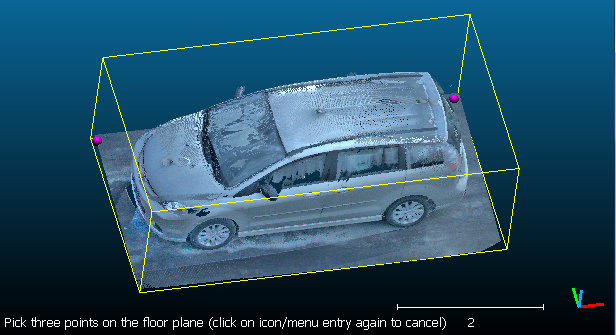 Pick three points on the floor plane (click on icon/menu entry again to cancel) 2